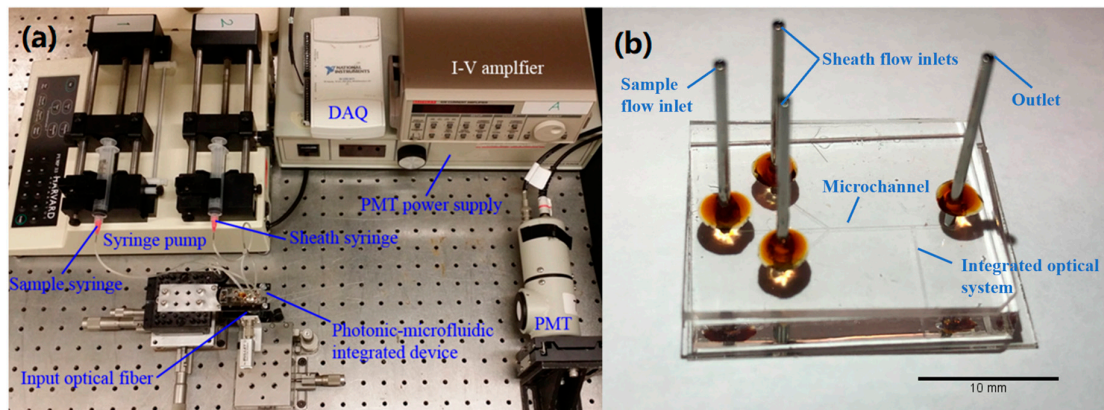 (a)
1
2
NATIONAL
INSTRUMENTS
DAQ
I-V amplfier
A
HARVARD
PMT power supply
Syringe pump
Sheath syringe
Sample syringe
Photonic-microfluidic
integrated device
Input optical fiber
PMT
(b)
Sample
flow inlet
Sheath flow inlets
Outlet
Microchannel
Integrated optical
system
10 mm